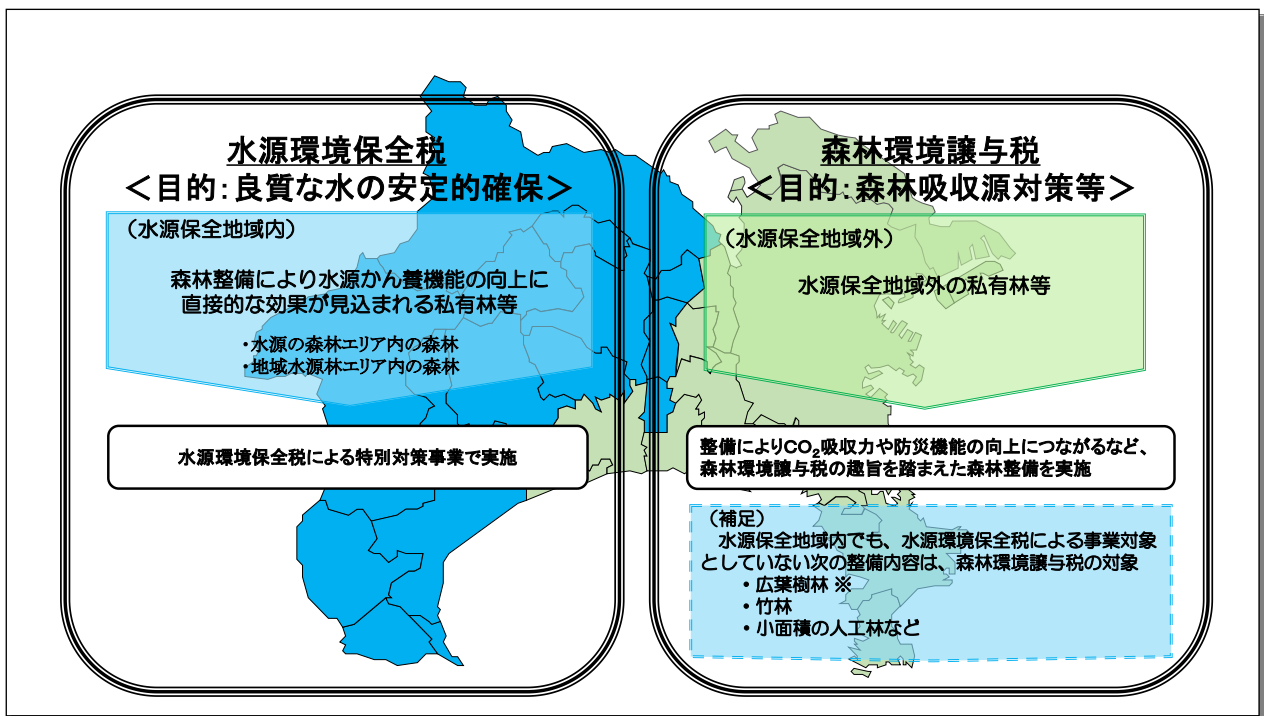 水源環境保全税
＜目的：良質な水の安定的確保＞
（水源保全地域内）
森林整備により水源かん養機能の向上に
直接的な効果が見込まれる私有林等
・水源の森林エリア内の森林
・地域水源林エリア内の森林
水源環境保全税による特別対策事業で実施
森林環境譲与税
＜目的：森林吸収源対策等＞
（水源保全地域外）
水源保全地域外の私有林等
整備によりCO₂吸収力や防災機能の向上につながるなど、
森林環境譲与税の趣旨を踏まえた森林整備を実施
（補足）
水源保全地域内でも、水源環境保全税による事業対象
としていない次の整備内容は、森林環境譲与税の対象
・広葉樹林 ※
・竹林
・小面積の人工林など